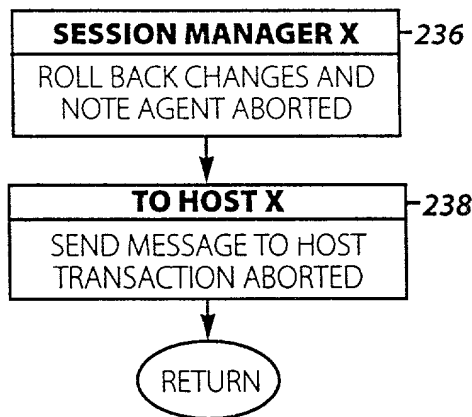 SESSION MANAGER X
236
ROLL BACK CHANGES AND
NOTE AGENT ABORTED
TO HOST X
238
SEND MESSAGE TO HOST
TRANSACTION ABORTED
RETURN